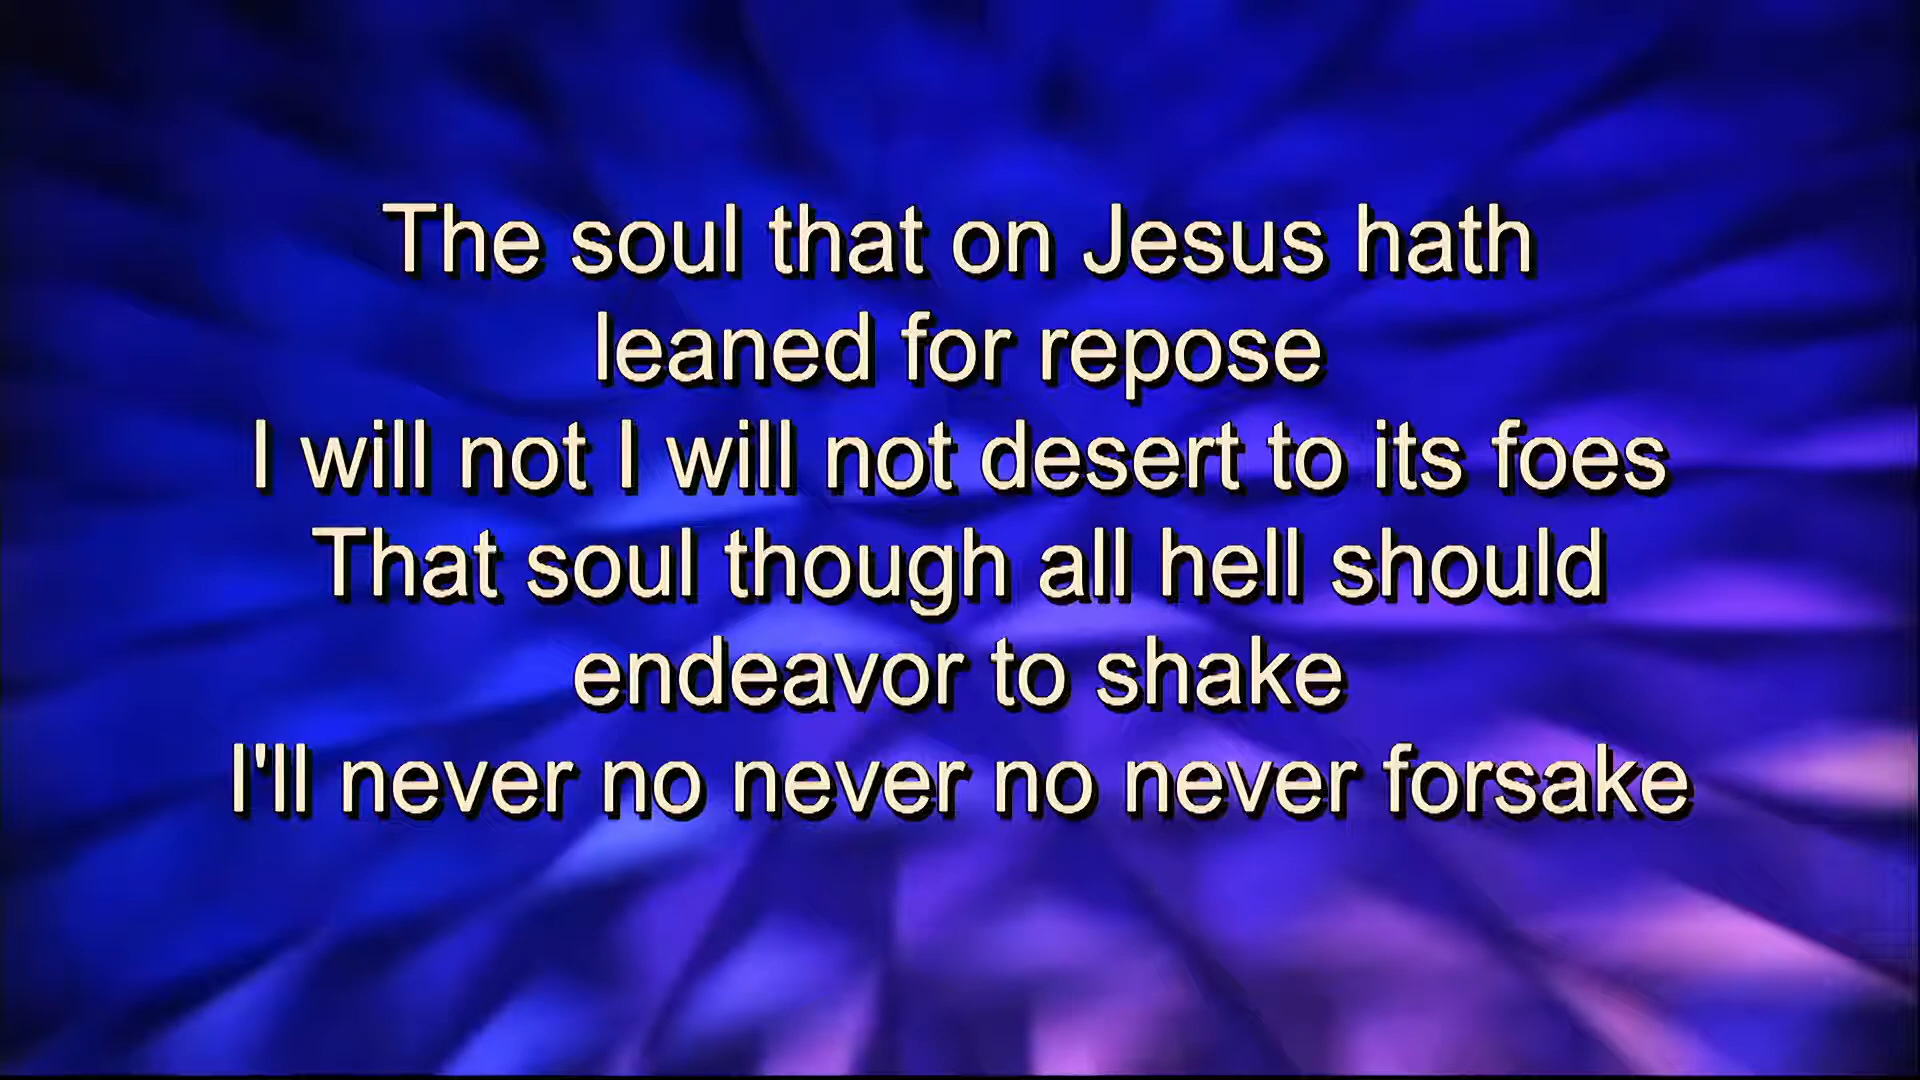 The soul that on Jesus hath
leaned for repose
I will not I will not desert to its foes
That soul though all hell should
endeavor to shake
I'll never no never no never forsake